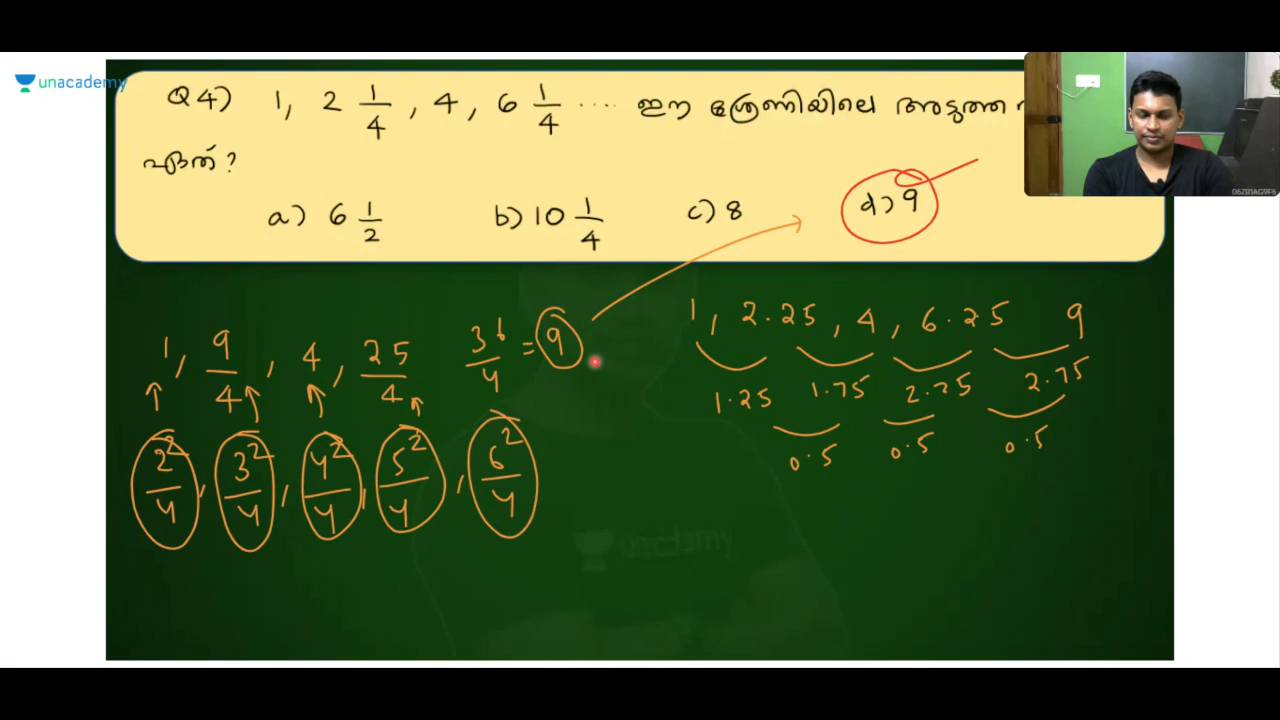 unacademy
Q4) 1, 2 1/4, 4, 6 1/4 .... ഈ ശ്രേണിയിലെ അടുത്ത
ഏത് ?
a) 6 1/2 b) 10 1/4 c) 8 d) 9
06ZB1AG9F6
1, 9/4, 4, 25/4 36/4 = 9
2²/4, 3²/4, 4²/4, 5²/4, 6²/4
1, 2.25, 4, 6.25 9
1.25 1.75 2.25 2.75
0.5 0.5 0.5
unacademy